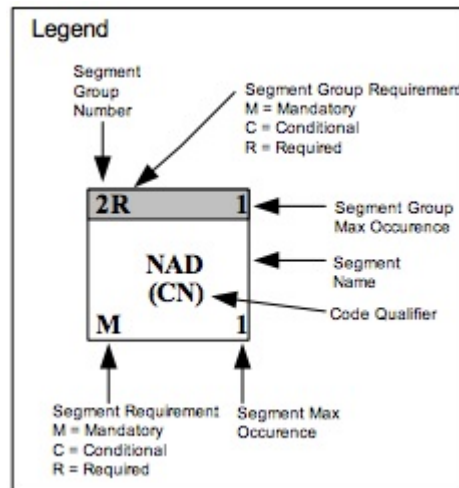 Legend
Segment
Group
Number
Segment Group Requirement
M = Mandatory
C = Conditional
R = Required
2R 1
Segment Group
Max Occurence
NAD
Segment
Name
(CN)
Code Qualifier
M 1
Segment Requirement
M = Mandatory
C = Conditional
R = Required
Segment Max
Occurence